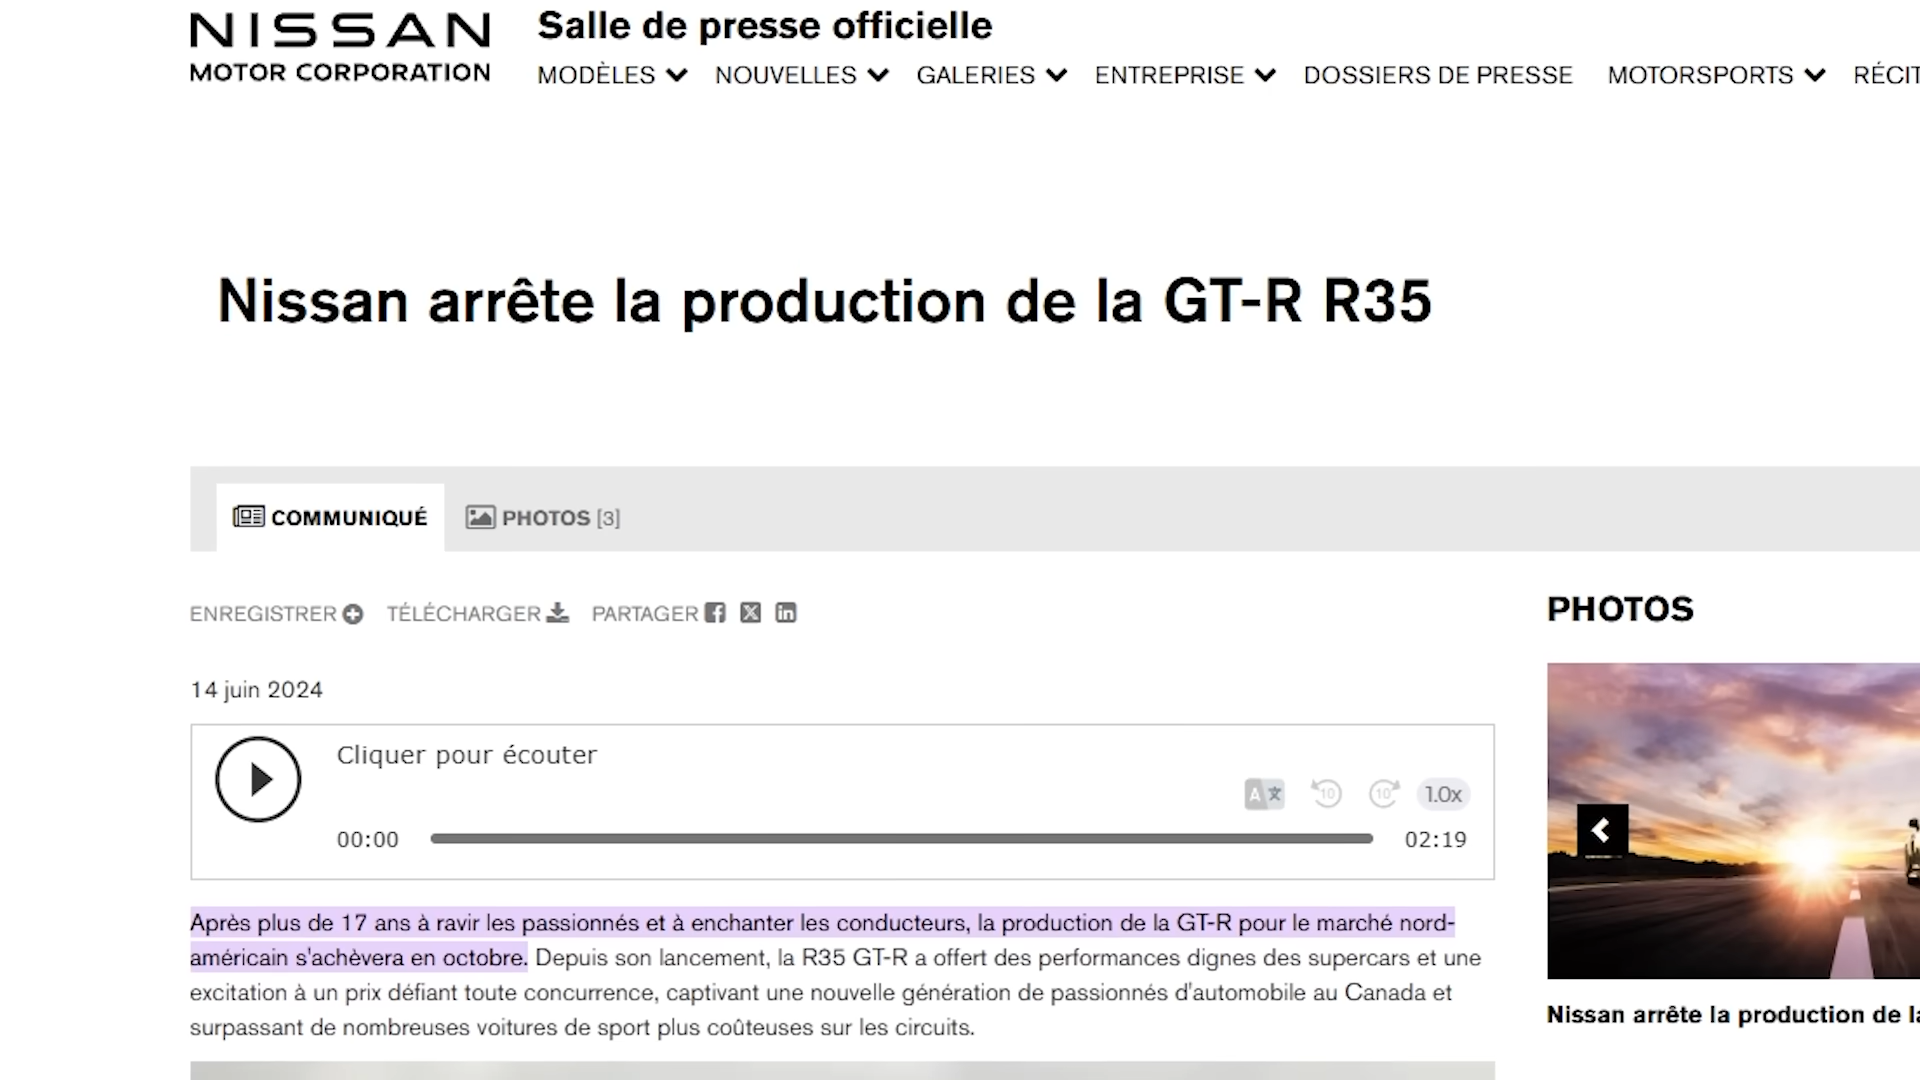 NISSAN
MOTOR CORPORATION
Salle de presse officielle
MODÈLES NOUVELLES GALERIES ENTREPRISE DOSSIERS DE PRESSE MOTORSPORTS RÉCIT
Nissan arrête la production de la GT-R R35
COMMUNIQUÉ PHOTOS [3]
ENREGISTRER TÉLÉCHARGER PARTAGER
14 juin 2024
Cliquer pour écouter
A 文 10 10 1.0x
00:00 02:19
Après plus de 17 ans à ravir les passionnés et à enchanter les conducteurs, la production de la GT-R pour le marché nord-
américain s'achèvera en octobre. Depuis son lancement, la R35 GT-R a offert des performances dignes des supercars et une
excitation à un prix défiant toute concurrence, captivant une nouvelle génération de passionnés d'automobile au Canada et
surpassant de nombreuses voitures de sport plus coûteuses sur les circuits.
PHOTOS
Nissan arrête la production de la